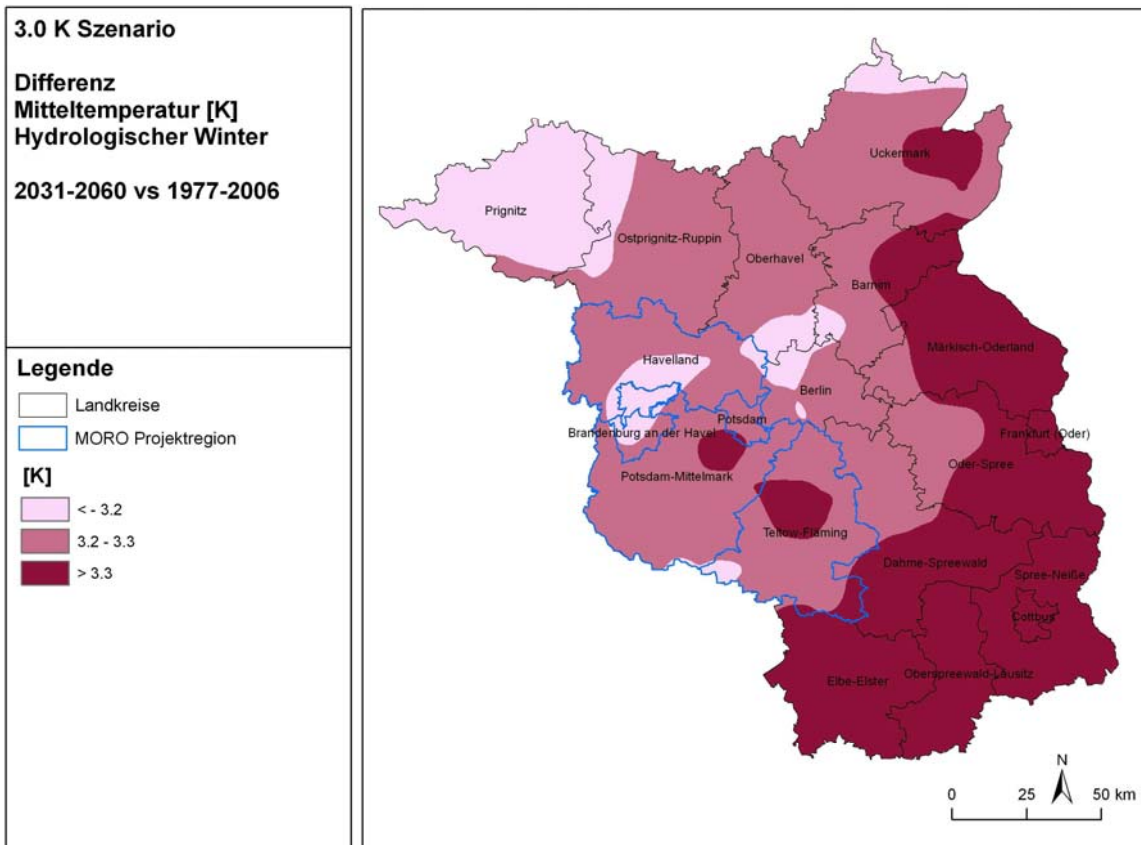 3.0 K Szenario
Differenz
Mitteltemperatur [K]
Hydrologischer Winter
2031-2060 vs 1977-2006
Legende
Landkreise
MORO Projektregion
[K]
< - 3.2
3.2 - 3.3
> 3.3
Uckermark
Prignitz
Ostprignitz-Ruppin
Oberhavel
Barnim
Märkisch-Oderland
Havelland
Berlin
Potsdam
Brandenburg an der Havel
Frankfurt (Oder)
Oder-Spree
Potsdam-Mittelmark
Teltow-Fläming
Dahme-Spreewald
Spree-Neiße
Cottbus
Elbe-Elster
Oberspreewald-Lausitz
N
0 25 50 km